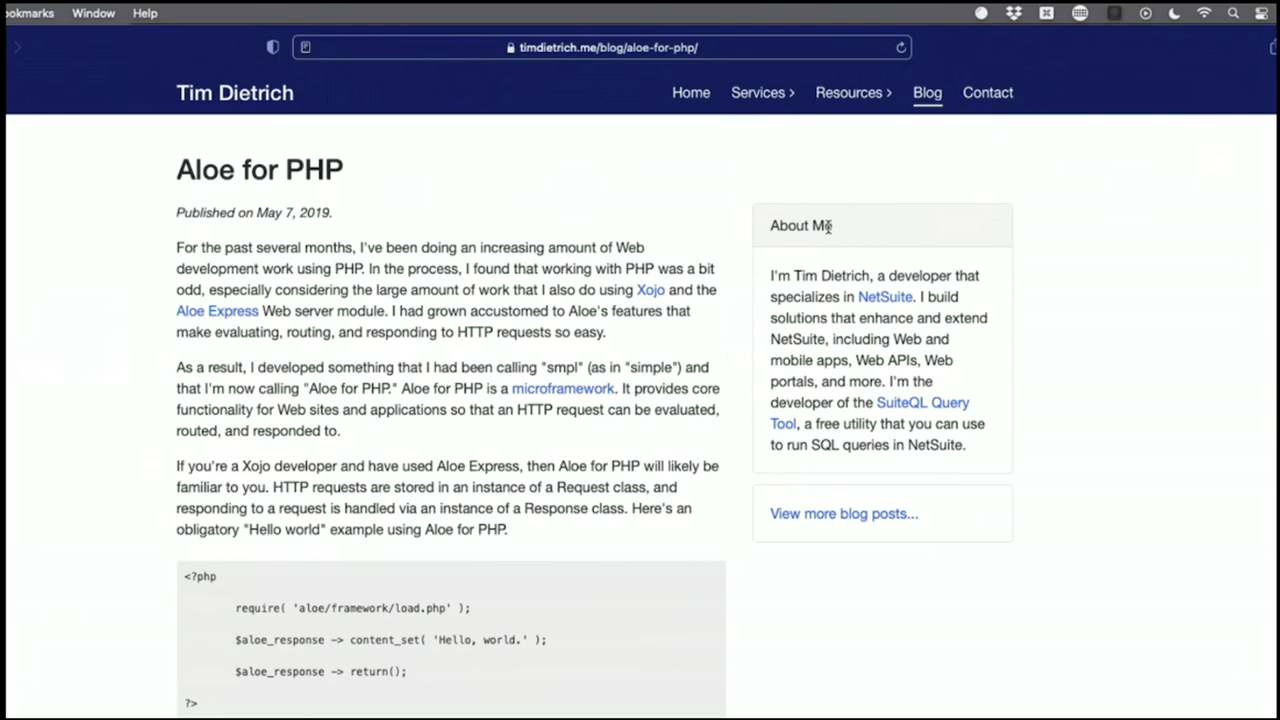 Window Help
timdietrich.me/blog/aloe-for-php/
Tim Dietrich
Home Services Resources Blog Contact
Aloe for PHP
Published on May 7, 2019.
For the past several months, I've been doing an increasing amount of Web
development work using PHP. In the process, I found that working with PHP was a bit
odd, especially considering the large amount of work that I also do using Xojo and the
Aloe Express Web server module. I had grown accustomed to Aloe's features that
make evaluating, routing, and responding to HTTP requests so easy.
As a result, I developed something that I had been calling "smpl" (as in "simple") and
that I'm now calling "Aloe for PHP." Aloe for PHP is a microframework. It provides core
functionality for Web sites and applications so that an HTTP request can be evaluated,
routed, and responded to.
If you're a Xojo developer and have used Aloe Express, then Aloe for PHP will likely be
familiar to you. HTTP requests are stored in an instance of a Request class, and
responding to a request is handled via an instance of a Response class. Here's an
obligatory "Hello world" example using Aloe for PHP.
<?php
require( 'aloe/framework/load.php' );
$aloe_response -> content_set( 'Hello, world.' );
$aloe_response -> return();
?>
About Me
I'm Tim Dietrich, a developer that
specializes in NetSuite. I build
solutions that enhance and extend
NetSuite, including Web and
mobile apps, Web APIs, Web
portals, and more. I'm the
developer of the SuiteQL Query
Tool, a free utility that you can use
to run SQL queries in NetSuite.
View more blog posts...